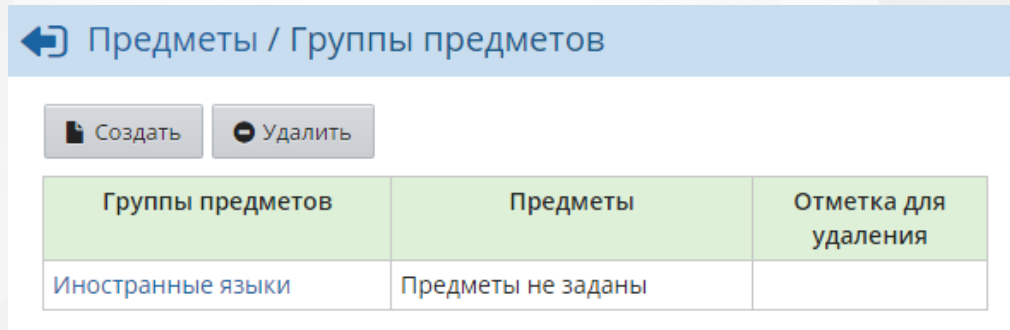 Предметы / Группы предметов
Создать Удалить
Группы предметов Предметы Отметка для
удаления
Иностранные языки Предметы не заданы